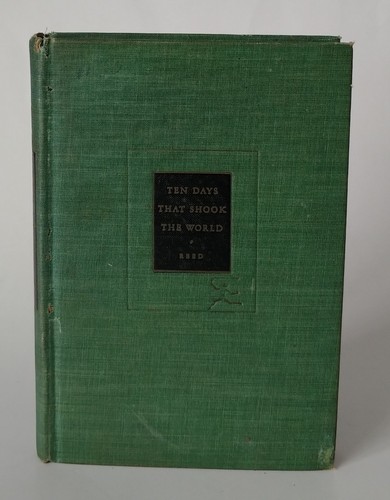 TEN DAYS
THAT SHOOK
THE WORLD
REED